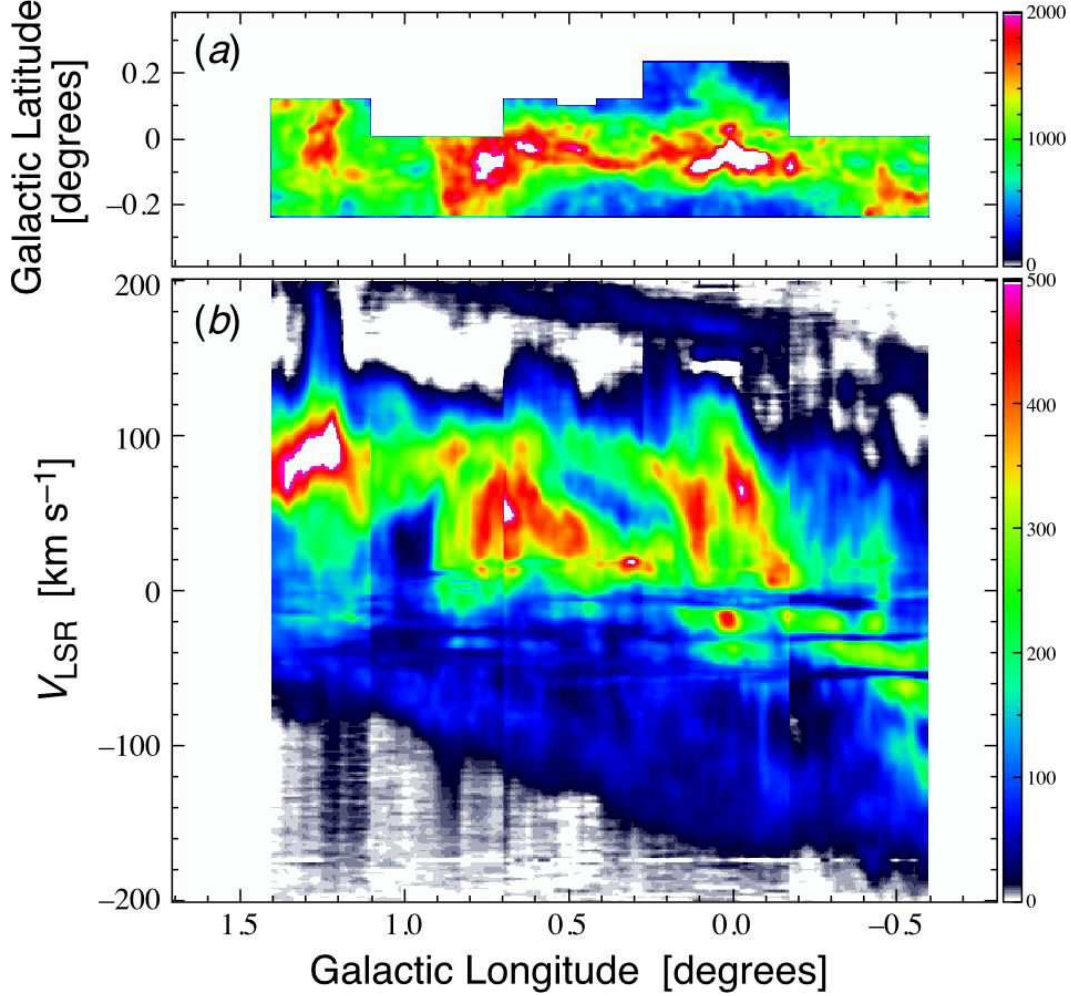 Galactic Latitude
[degrees]
(a)
0.2
0
−0.2
2000
1000
0
V_LSR [km s⁻¹]
(b)
200
100
0
−100
−200
500
400
300
200
100
0
1.5 1.0 0.5 0.0 −0.5
Galactic Longitude [degrees]